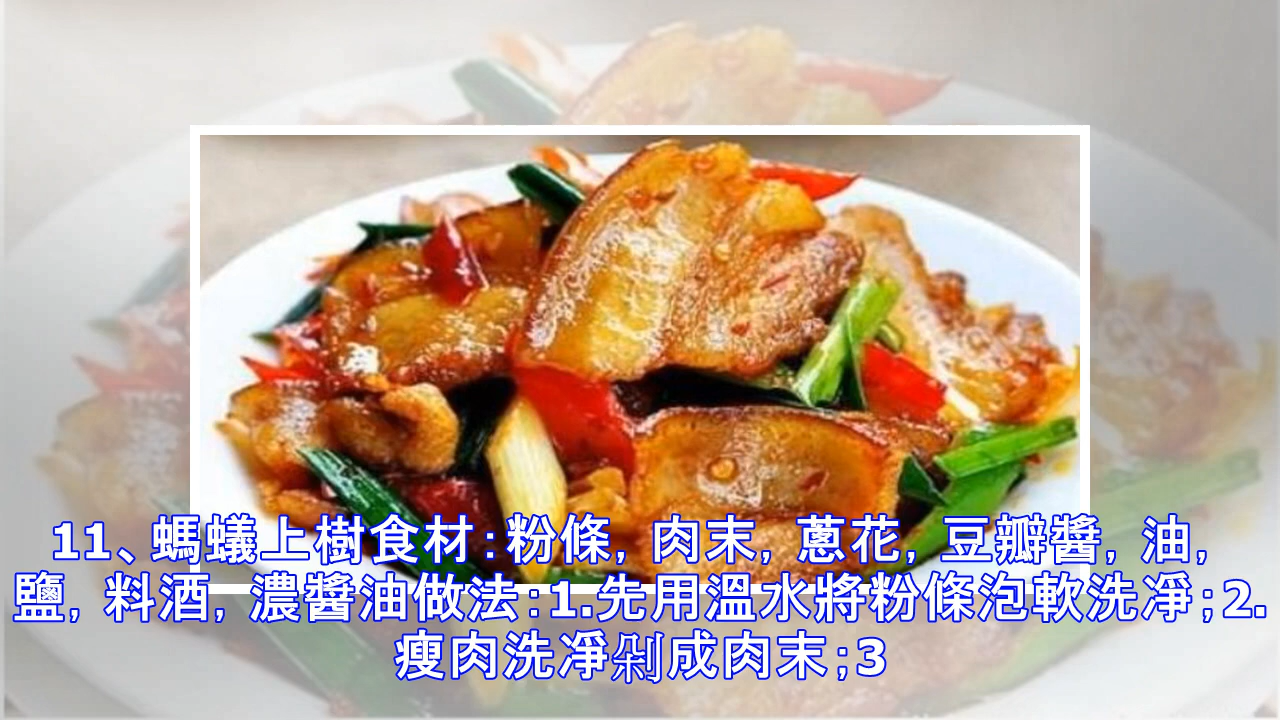 11、螞蟻上樹食材:粉條, 肉末, 蔥花, 豆瓣醬, 油,
鹽, 料酒, 濃醬油做法:1.先用溫水將粉條泡軟洗凈;2.
瘦肉洗凈剁成肉末;3